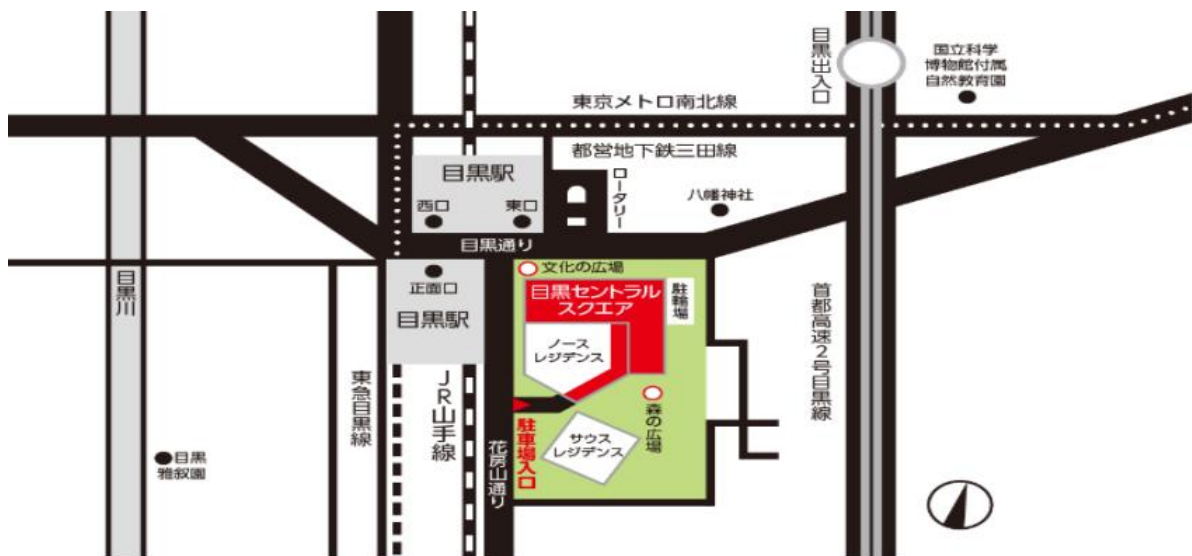 目黒出入口
国立科学
博物館付属
自然教育園
東京メトロ南北線
都営地下鉄三田線
目黒駅
西口
東口
ロータリー
八幡神社
目黒通り
目黒川
正面口
目黒駅
文化の広場
目黒セントラル
スクエア
駐輪場
ノース
レジデンス
首都高速2号目黒線
東急目黒線
JR山手線
花房山通り
駐車場入口
サウス
レジデンス
森の広場
目黒
雅叙園